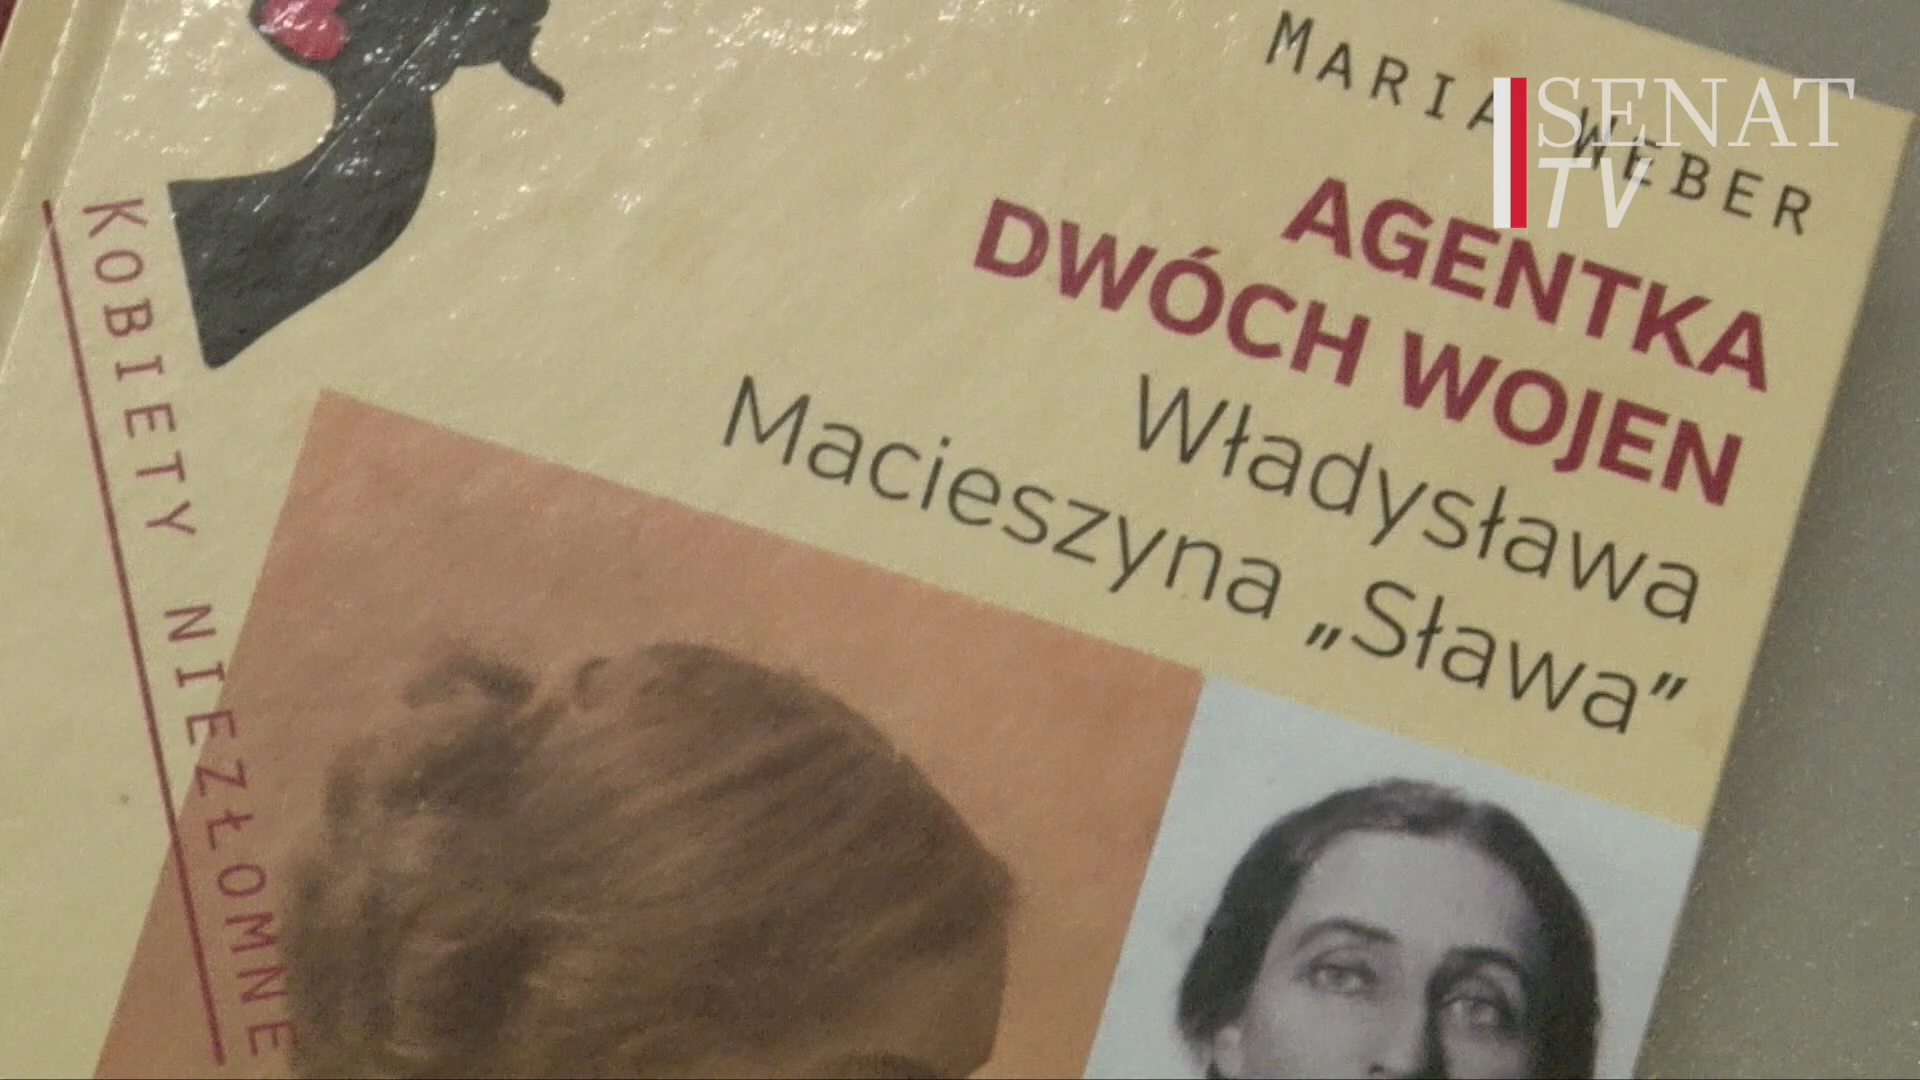 MARIA WEBER
SENAT
TV
AGENTKA
DWÓCH WOJEN
Władysława
Macieszyna „Sława”
KOBIETY NIEZŁOMNE